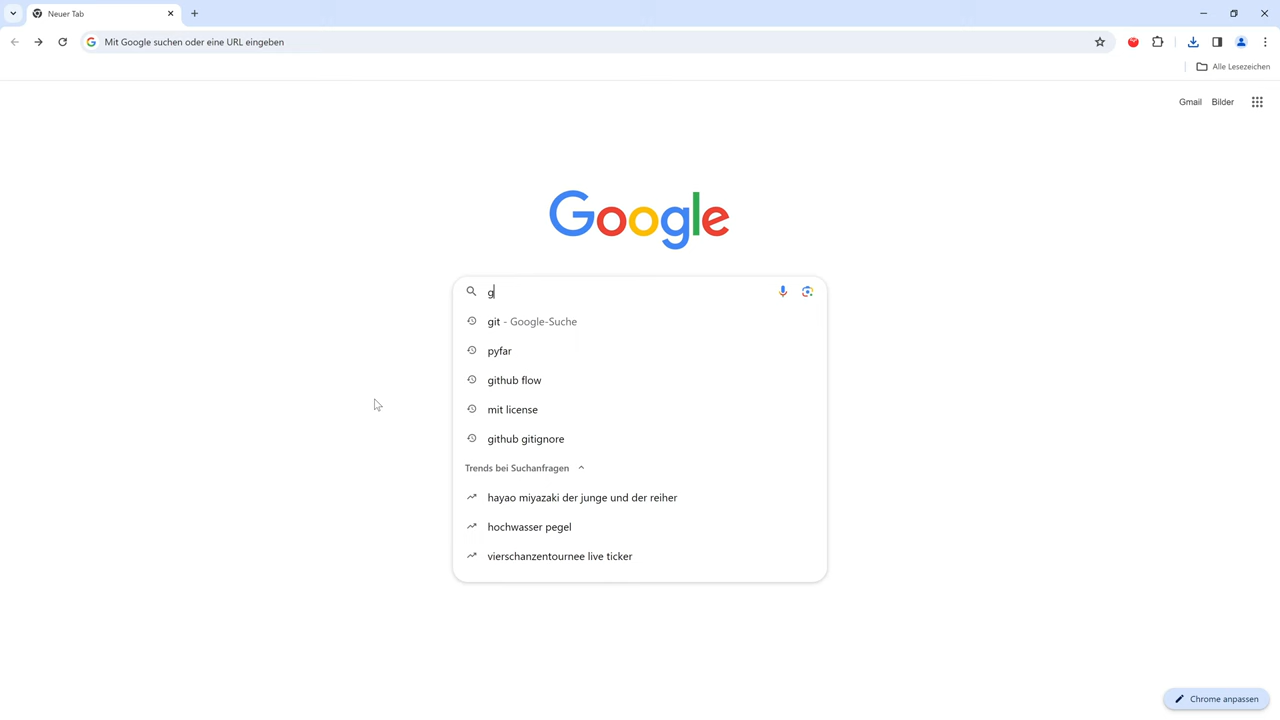 Neuer Tab
Mit Google suchen oder eine URL eingeben
Alle Lesezeichen
Gmail Bilder
Google
g
git - Google-Suche
pyfar
github flow
mit license
github gitignore
Trends bei Suchanfragen
hayao miyazaki der junge und der reiher
hochwasser pegel
vierschanzentournee live ticker
Chrome anpassen